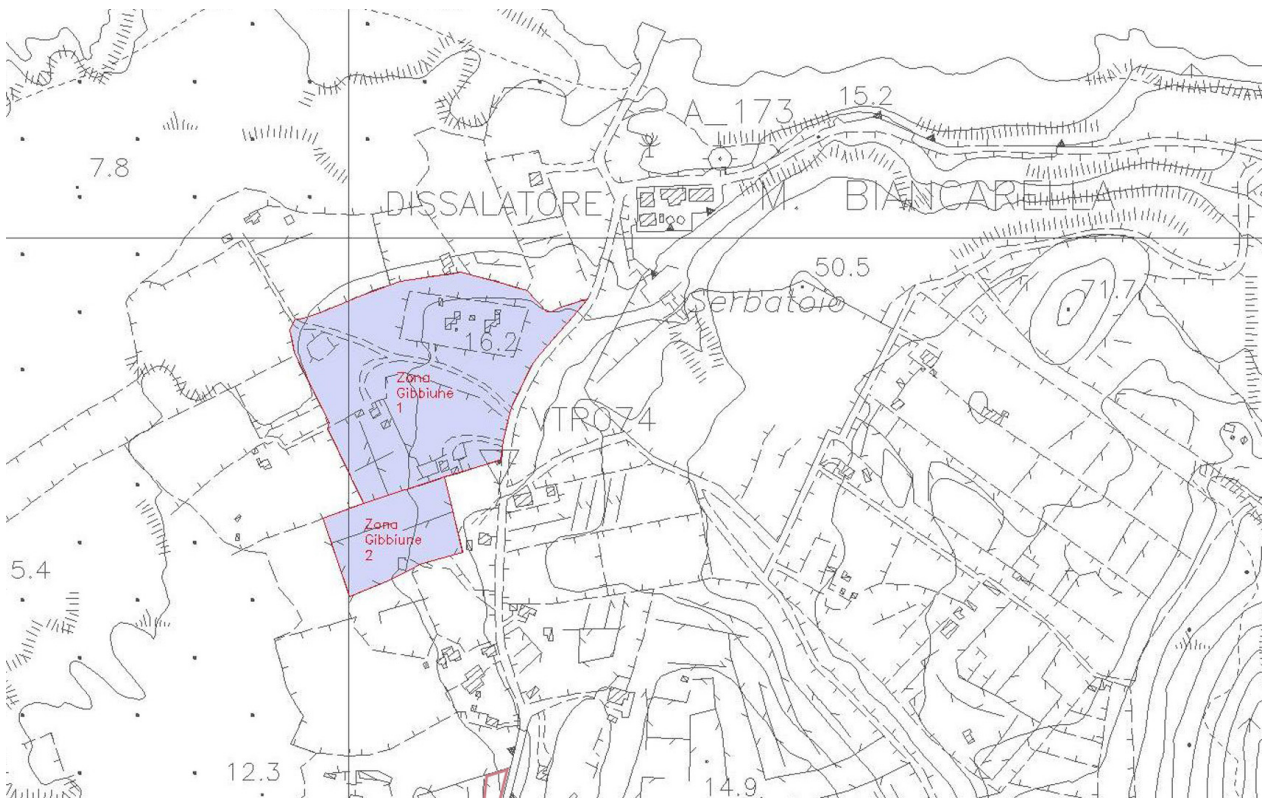 A_173
15.2
7.8
DISSALATORE
M. BIANCARELLA
50.5
71.7
Serbatoio
16.2
Zona
Gibbiune
1
VTR074
Zona
Gibbiune
2
5.4
12.3
14.9